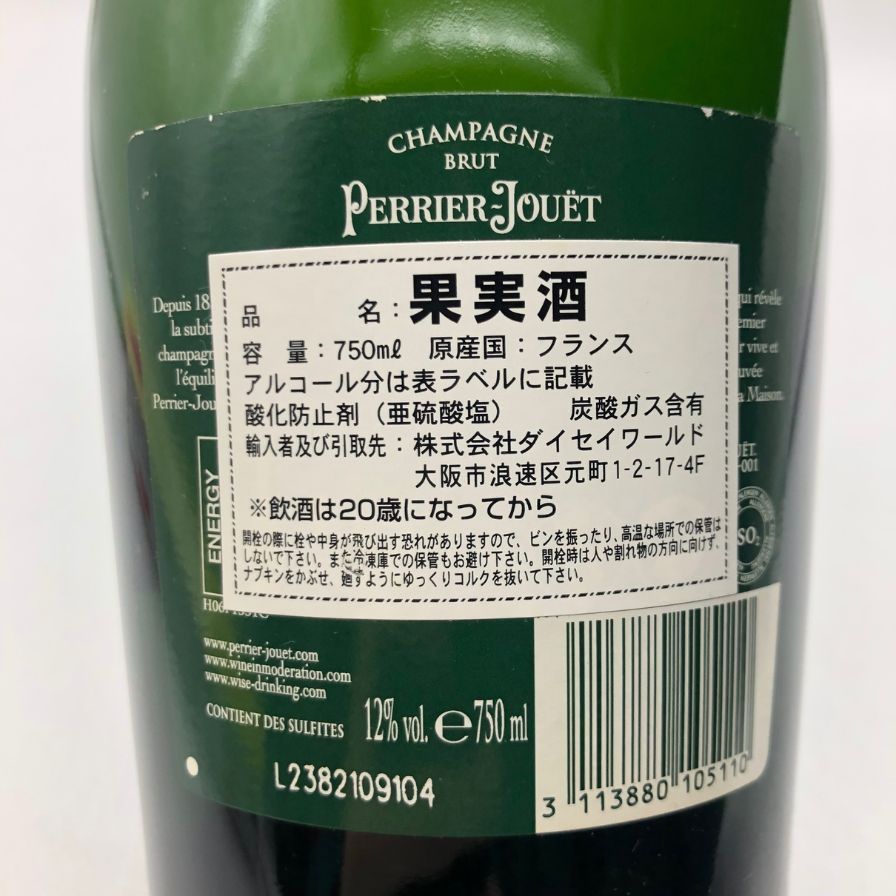 CHAMPAGNE
BRUT
PERRIER-JOUËT
Depuis 18
la subti
champagn
l'équili
Perrier-Jou
qui révèle
emier
r vive et
uvée
a Maison.
品 名：果実酒
容 量：750mℓ 原産国：フランス
アルコール分は表ラベルに記載
酸化防止剤（亜硫酸塩） 炭酸ガス含有
輸入者及び引取先：株式会社ダイセイワールド
大阪市浪速区元町1-2-17-4F
※飲酒は20歳になってから
開栓の際に栓や中身が飛び出す恐れがありますので、ビンを振ったり、高温な場所での保管は
しないで下さい。また冷凍庫での保管もお避け下さい。開栓時は人や割れ物の方向に向けず、
ナプキンをかぶせ、廻すようにゆっくりコルクを抜いて下さい。
ENERGY
UËT.
-001
SO2
www.perrier-jouet.com
www.wineinmoderation.com
www.wise-drinking.com
CONTIENT DES SULFITES 12% vol. ℮ 750 ml
L2382109104
3 113880 105110